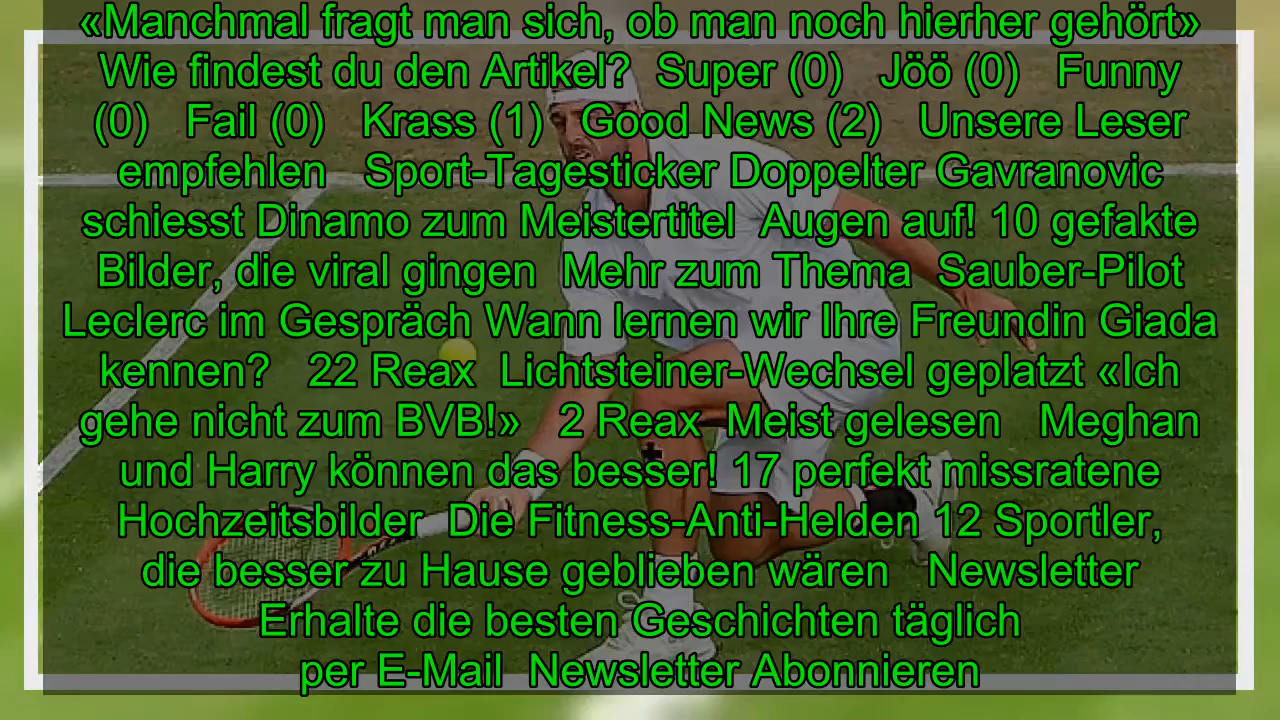 «Manchmal fragt man sich, ob man noch hierher gehört»
Wie findest du den Artikel? Super (0) Jöö (0) Funny
(0) Fail (0) Krass (1) Good News (2) Unsere Leser
empfehlen Sport-Tagesticker Doppelter Gavranovic
schiesst Dinamo zum Meistertitel Augen auf! 10 gefakte
Bilder, die viral gingen Mehr zum Thema Sauber-Pilot
Leclerc im Gespräch Wann lernen wir Ihre Freundin Giada
kennen? 22 Reax Lichtsteiner-Wechsel geplatzt «Ich
gehe nicht zum BVB!» 2 Reax Meist gelesen Meghan
und Harry können das besser! 17 perfekt missratene
Hochzeitsbilder Die Fitness-Anti-Helden 12 Sportler,
die besser zu Hause geblieben wären Newsletter
Erhalte die besten Geschichten täglich
per E-Mail Newsletter Abonnieren